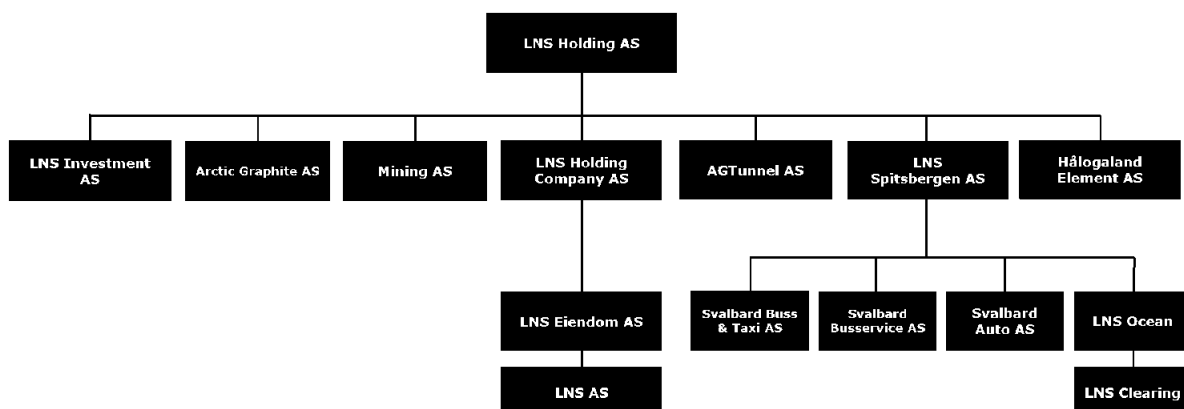 LNS Holding AS
LNS Investment
AS
Arctic Graphite AS
Mining AS
LNS Holding
Company AS
AGTunnel AS
LNS
Spitsbergen AS
Hålogaland
Element AS
LNS Eiendom AS
Svalbard Buss
& Taxi AS
Svalbard
Busservice AS
Svalbard
Auto AS
LNS Ocean
LNS AS
LNS Clearing